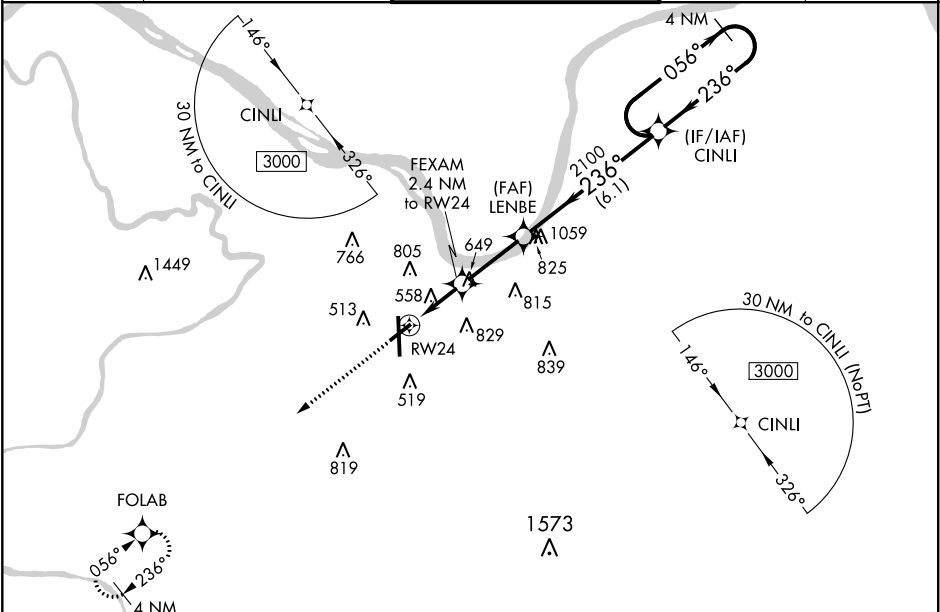 4 NM
056°
236°
(IF/IAF)
CINLI
146°
CINLI
3000
326°
30 NM to CINLI
2100
236°
(6.1)
FEXAM
2.4 NM
to RW24
(FAF)
LENBE
1059
825
649
766
805
1449
558
815
513
829
RW24
839
519
819
30 NM to CINLI (NoPT)
146°
3000
CINLI
326°
FOLAB
056°
236°
4 NM
1573